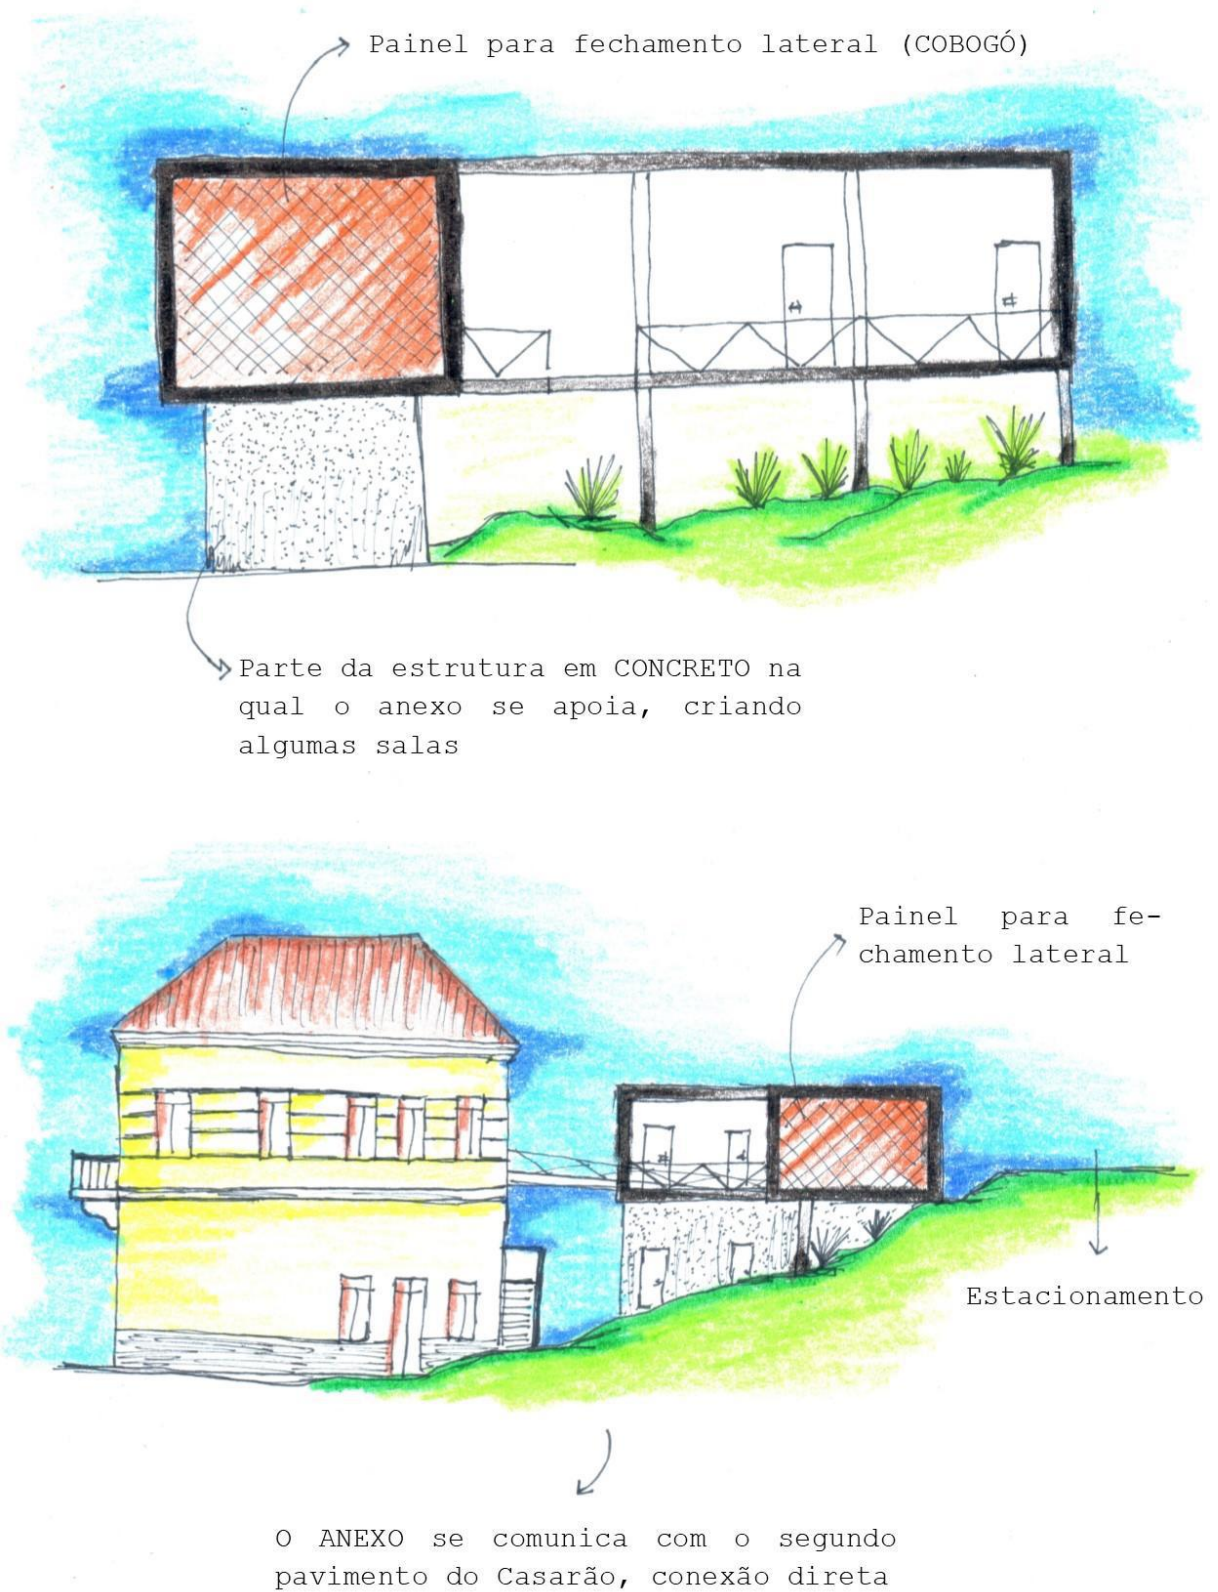 Painel para fechamento lateral (COBOGÓ)
Parte da estrutura em CONCRETO na
qual o anexo se apoia, criando
algumas salas
Painel para fe-
chamento lateral
Estacionamento
O ANEXO se comunica com o segundo
pavimento do Casarão, conexão direta